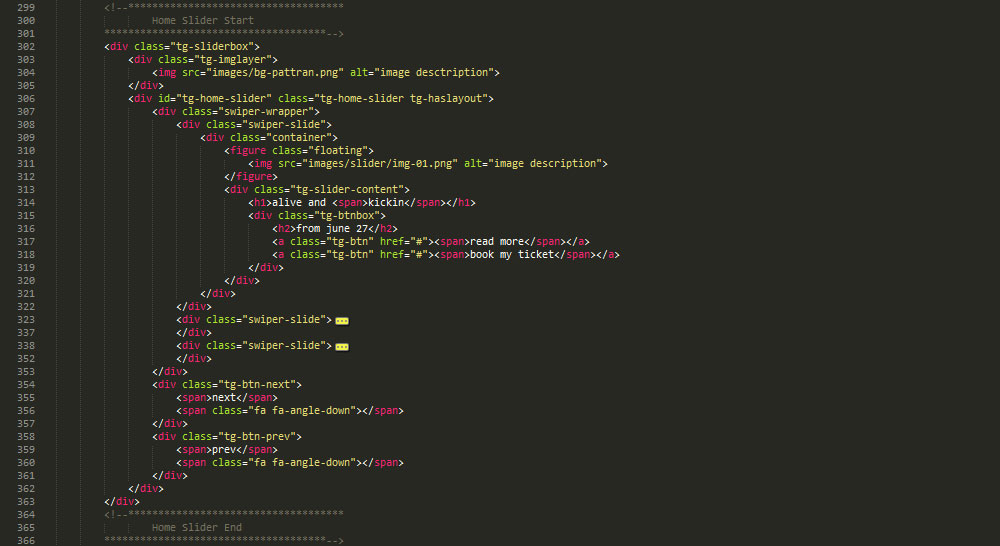 299 <!--************************************
300 Home Slider Start
301 *************************************-->
302 <div class="tg-sliderbox">
303 <div class="tg-imglayer">
304 <img src="images/bg-pattran.png" alt="image desctription">
305 </div>
306 <div id="tg-home-slider" class="tg-home-slider tg-haslayout">
307 <div class="swiper-wrapper">
308 <div class="swiper-slide">
309 <div class="container">
310 <figure class="floating">
311 <img src="images/slider/img-01.png" alt="image description">
312 </figure>
313 <div class="tg-slider-content">
314 <h1>alive and <span>kickin</span></h1>
315 <div class="tg-btnbox">
316 <h2>from june 27</h2>
317 <a class="tg-btn" href="#"><span>read more</span></a>
318 <a class="tg-btn" href="#"><span>book my ticket</span></a>
319 </div>
320 </div>
321 </div>
322 </div>
323 <div class="swiper-slide">
337 </div>
338 <div class="swiper-slide">
352 </div>
353 </div>
354 <div class="tg-btn-next">
355 <span>next</span>
356 <span class="fa fa-angle-down"></span>
357 </div>
358 <div class="tg-btn-prev">
359 <span>prev</span>
360 <span class="fa fa-angle-down"></span>
361 </div>
362 </div>
363 </div>
364 <!--************************************
365 Home Slider End
366 *************************************-->